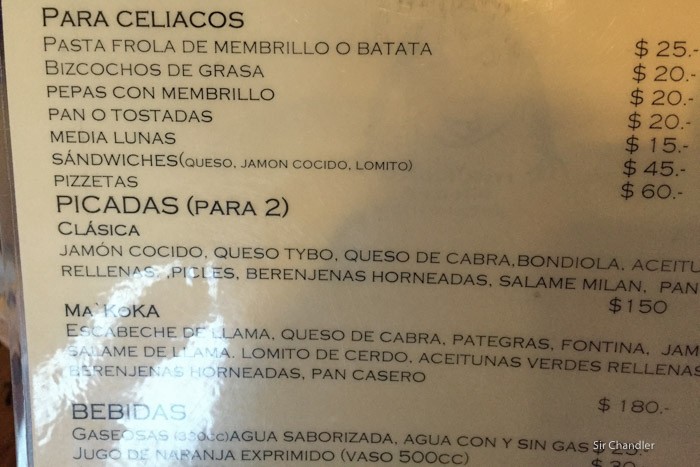 PARA CELIACOS
PASTA FROLA DE MEMBRILLO O BATATA $ 25.-
BIZCOCHOS DE GRASA $ 20.-
PEPAS CON MEMBRILLO $ 20.-
PAN O TOSTADAS $ 20.-
MEDIA LUNAS $ 15.-
SÁNDWICHES(QUESO, JAMON COCIDO, LOMITO) $ 45.-
PIZZETAS $ 60.-
PICADAS (PARA 2)
CLÁSICA
JAMÓN COCIDO, QUESO TYBO, QUESO DE CABRA,BONDIOLA, ACEITU
RELLENAS, ,PICLES, BERENJENAS HORNEADAS, SALAME MILAN, PAN
$150
MA´KOKA
ESCABECHE DE LLAMA, QUESO DE CABRA, PATEGRAS, FONTINA, JAM
SALAME DE LLAMA, LOMITO DE CERDO, ACEITUNAS VERDES RELLENAS
BERENJENAS HORNEADAS, PAN CASERO
$ 180.-
BEBIDAS
GASEOSAS (330CC)AGUA SABORIZADA, AGUA CON Y SIN GAS $
JUGO DE NARANJA EXPRIMIDO (VASO 500CC)
Sir Chandler